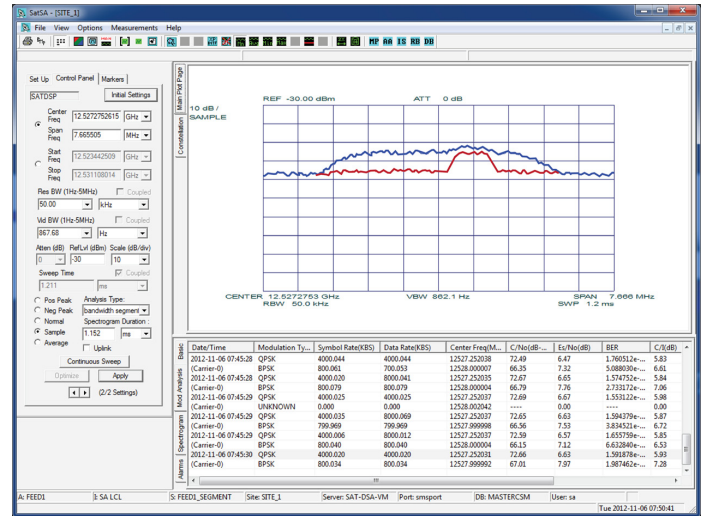 SatSA - [SITE_1]
File View Options Measurements Help
MP AA IS RB DB
Set Up Control Panel Markers
SATDSP Initial Settings
Center Freq 12.5272752615 GHz
Span Freq 7.665505 MHz
Start Freq 12.523442509 GHz
Stop Freq 12.531108014 GHz
Res BW (1Hz-5MHz) Coupled
50.00 kHz
Vid BW (1Hz-5MHz) Coupled
867.68 Hz
Atten (dB) RefLvl (dBm) Scale (dB/div)
0 -30 10
Sweep Time Coupled
1.211 ms
Pos Peak Analysis Type:
Neg Peak bandwidth segment
Normal Spectrogram Duration :
Sample 1.152 ms
Average Uplink
Continuous Sweep
Optimize Apply
(2/2 Settings)
Main Plot Page
Constellation
REF -30.00 dBm ATT 0 dB
10 dB /
SAMPLE
CENTER 12.5272753 GHz VBW 862.1 Hz SPAN 7.666 MHz
RBW 50.0 kHz SWP 1.2 ms
Basic
Mod Analysis
Spectrogram
Alarms
Date/Time Modulation Ty... Symbol Rate(KBS) Data Rate(KBS) Center Freq(M... C/No(dB-... Es/No(dB) BER C/I(dB)
2012-11-06 07:45:28 QPSK 4000.044 4000.044 12527.252038 72.49 6.47 1.760512e-... 5.83
(Carrier-0) BPSK 800.061 700.053 12528.000007 66.35 7.32 5.088030e-... 6.61
2012-11-06 07:45:28 QPSK 4000.020 8000.041 12527.252035 72.67 6.65 1.574752e-... 5.84
(Carrier-0) BPSK 800.079 800.079 12528.000004 66.79 7.76 2.733172e-... 7.06
2012-11-06 07:45:29 QPSK 4000.025 4000.025 12527.252037 72.69 6.67 1.553122e-... 5.98
(Carrier-0) UNKNOWN 0.000 0.000 12528.002042 ---- 0.00 ---- 0.00
2012-11-06 07:45:29 QPSK 4000.035 8000.069 12527.252037 72.65 6.63 1.594379e-... 5.87
(Carrier-0) BPSK 799.969 799.969 12527.999998 66.56 7.53 3.834521e-... 6.72
2012-11-06 07:45:29 QPSK 4000.006 8000.012 12527.252037 72.59 6.57 1.655759e-... 5.85
(Carrier-0) BPSK 800.040 800.040 12528.000004 66.15 7.12 6.632840e-... 6.53
2012-11-06 07:45:30 QPSK 4000.020 4000.020 12527.252031 72.66 6.63 1.591878e-... 5.93
(Carrier-0) BPSK 800.034 800.034 12527.999992 67.01 7.97 1.987462e-... 7.28
A: FEED1 I: SA LCL S: FEED1_SEGMENT Site: SITE_1 Server: SAT-DSA-VM Port: smsport DB: MASTERCSM User: sa
Tue 2012-11-06 07:50:41